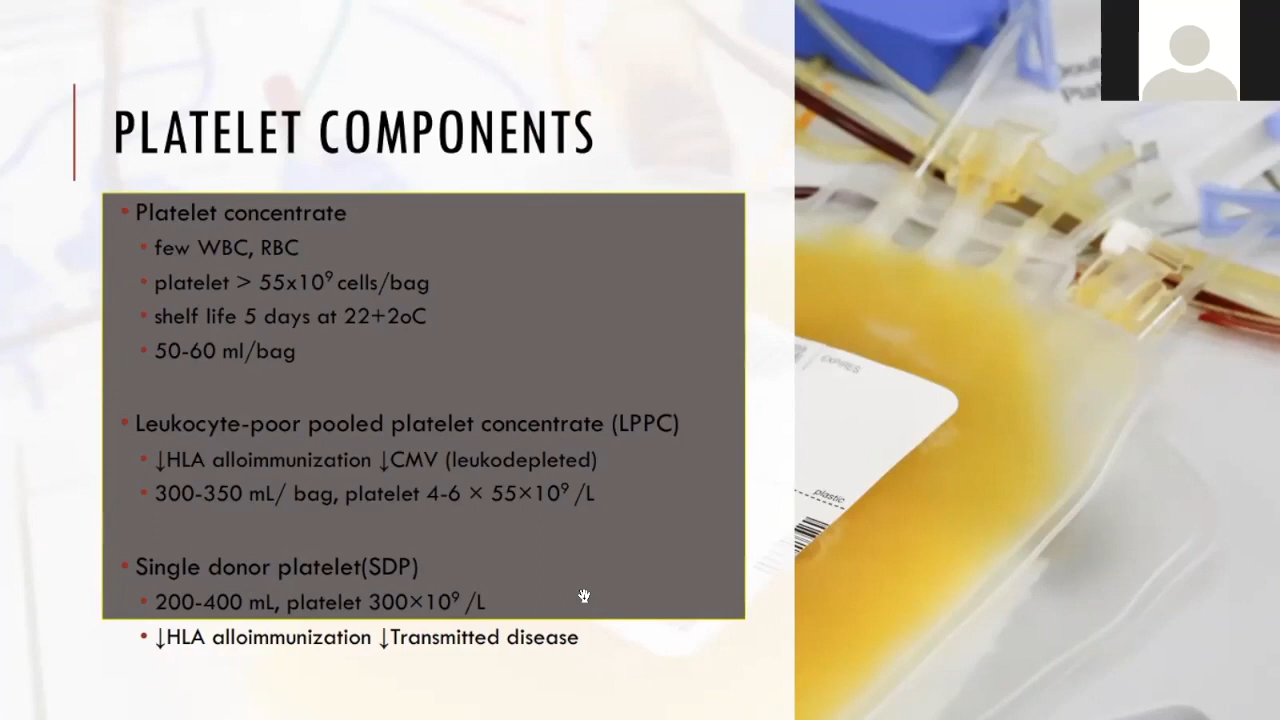 PLATELET COMPONENTS
• Platelet concentrate
• few WBC, RBC
• platelet > 55x10⁹ cells/bag
• shelf life 5 days at 22+2oC
• 50-60 ml/bag
• Leukocyte-poor pooled platelet concentrate (LPPC)
• ↓HLA alloimmunization ↓CMV (leukodepleted)
• 300-350 mL/ bag, platelet 4-6 × 55×10⁹ /L
• Single donor platelet(SDP)
• 200-400 mL, platelet 300×10⁹ /L
• ↓HLA alloimmunization ↓Transmitted disease
EXPIRES
plastic